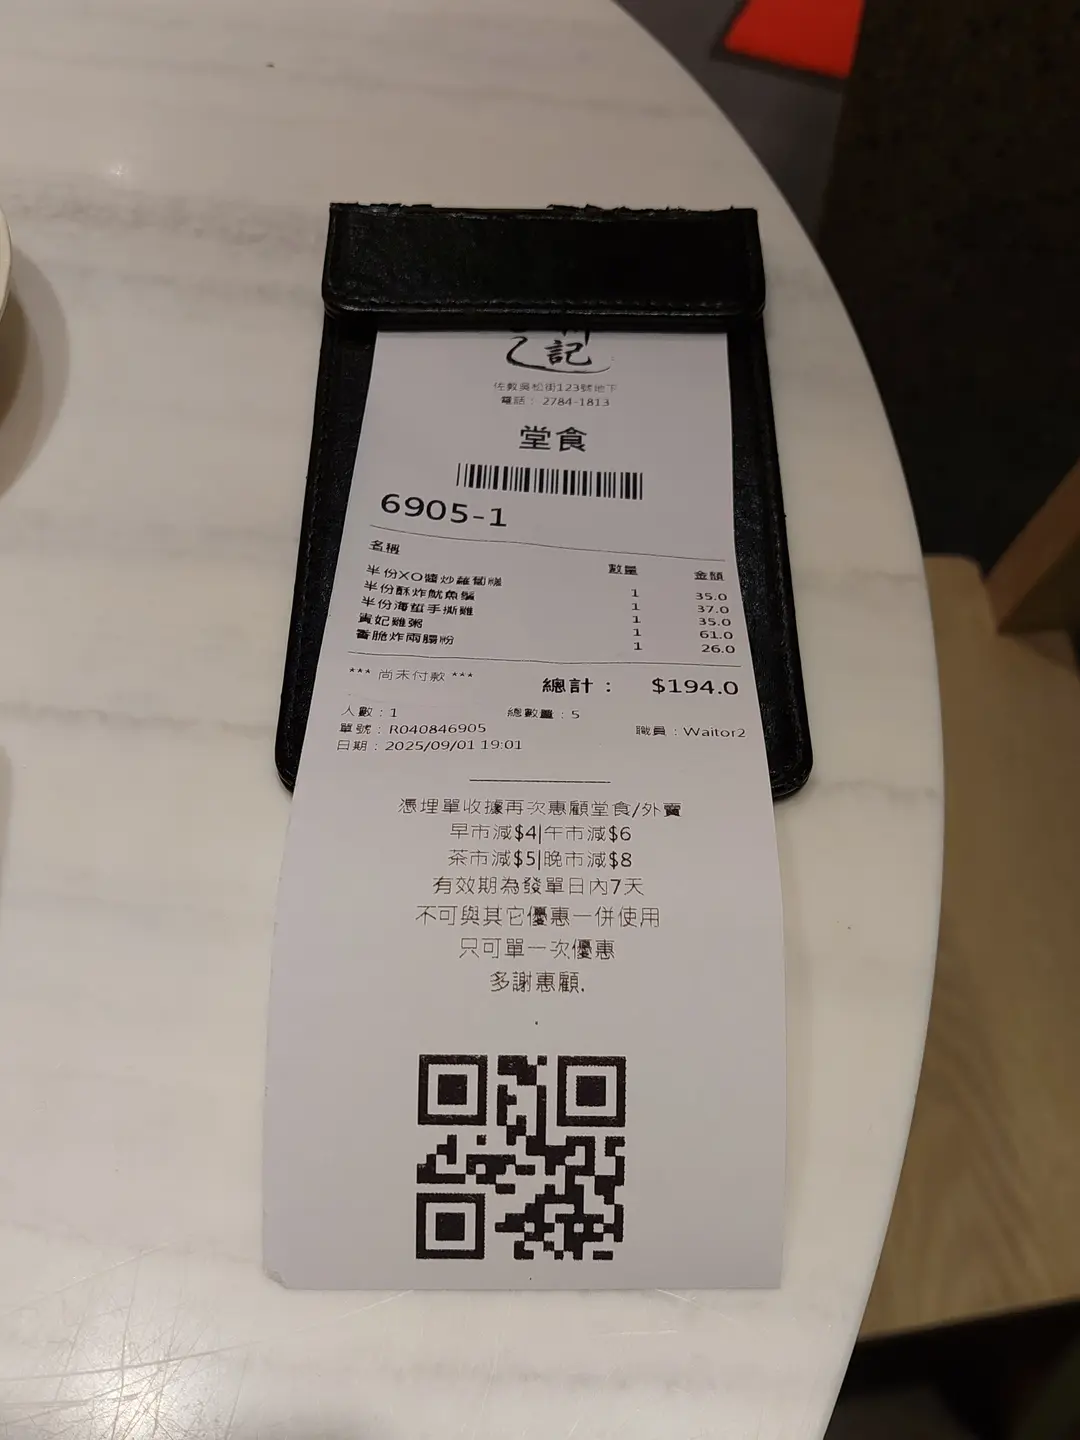 記
佐敦吳松街123號地下
電話： 2784-1813
堂食
6905-1
名稱 數量 金額
半份XO醬炒蘿蔔糕 1 35.0
半份酥炸魷魚鬚 1 37.0
半份海蜇手撕雞 1 35.0
貴妃雞粥 1 61.0
香脆炸兩腸粉 1 26.0
*** 尚未付款 *** 總計： $194.0
人數：1 總數量：5
單號：R040846905 職員：Waitor2
日期：2025/09/01 19:01
憑埋單收據再次惠顧堂食/外賣
早市減$4|午市減$6
茶市減$5|晚市減$8
有效期為發單日內7天
不可與其它優惠一併使用
只可單一次優惠
多謝惠顧.
.